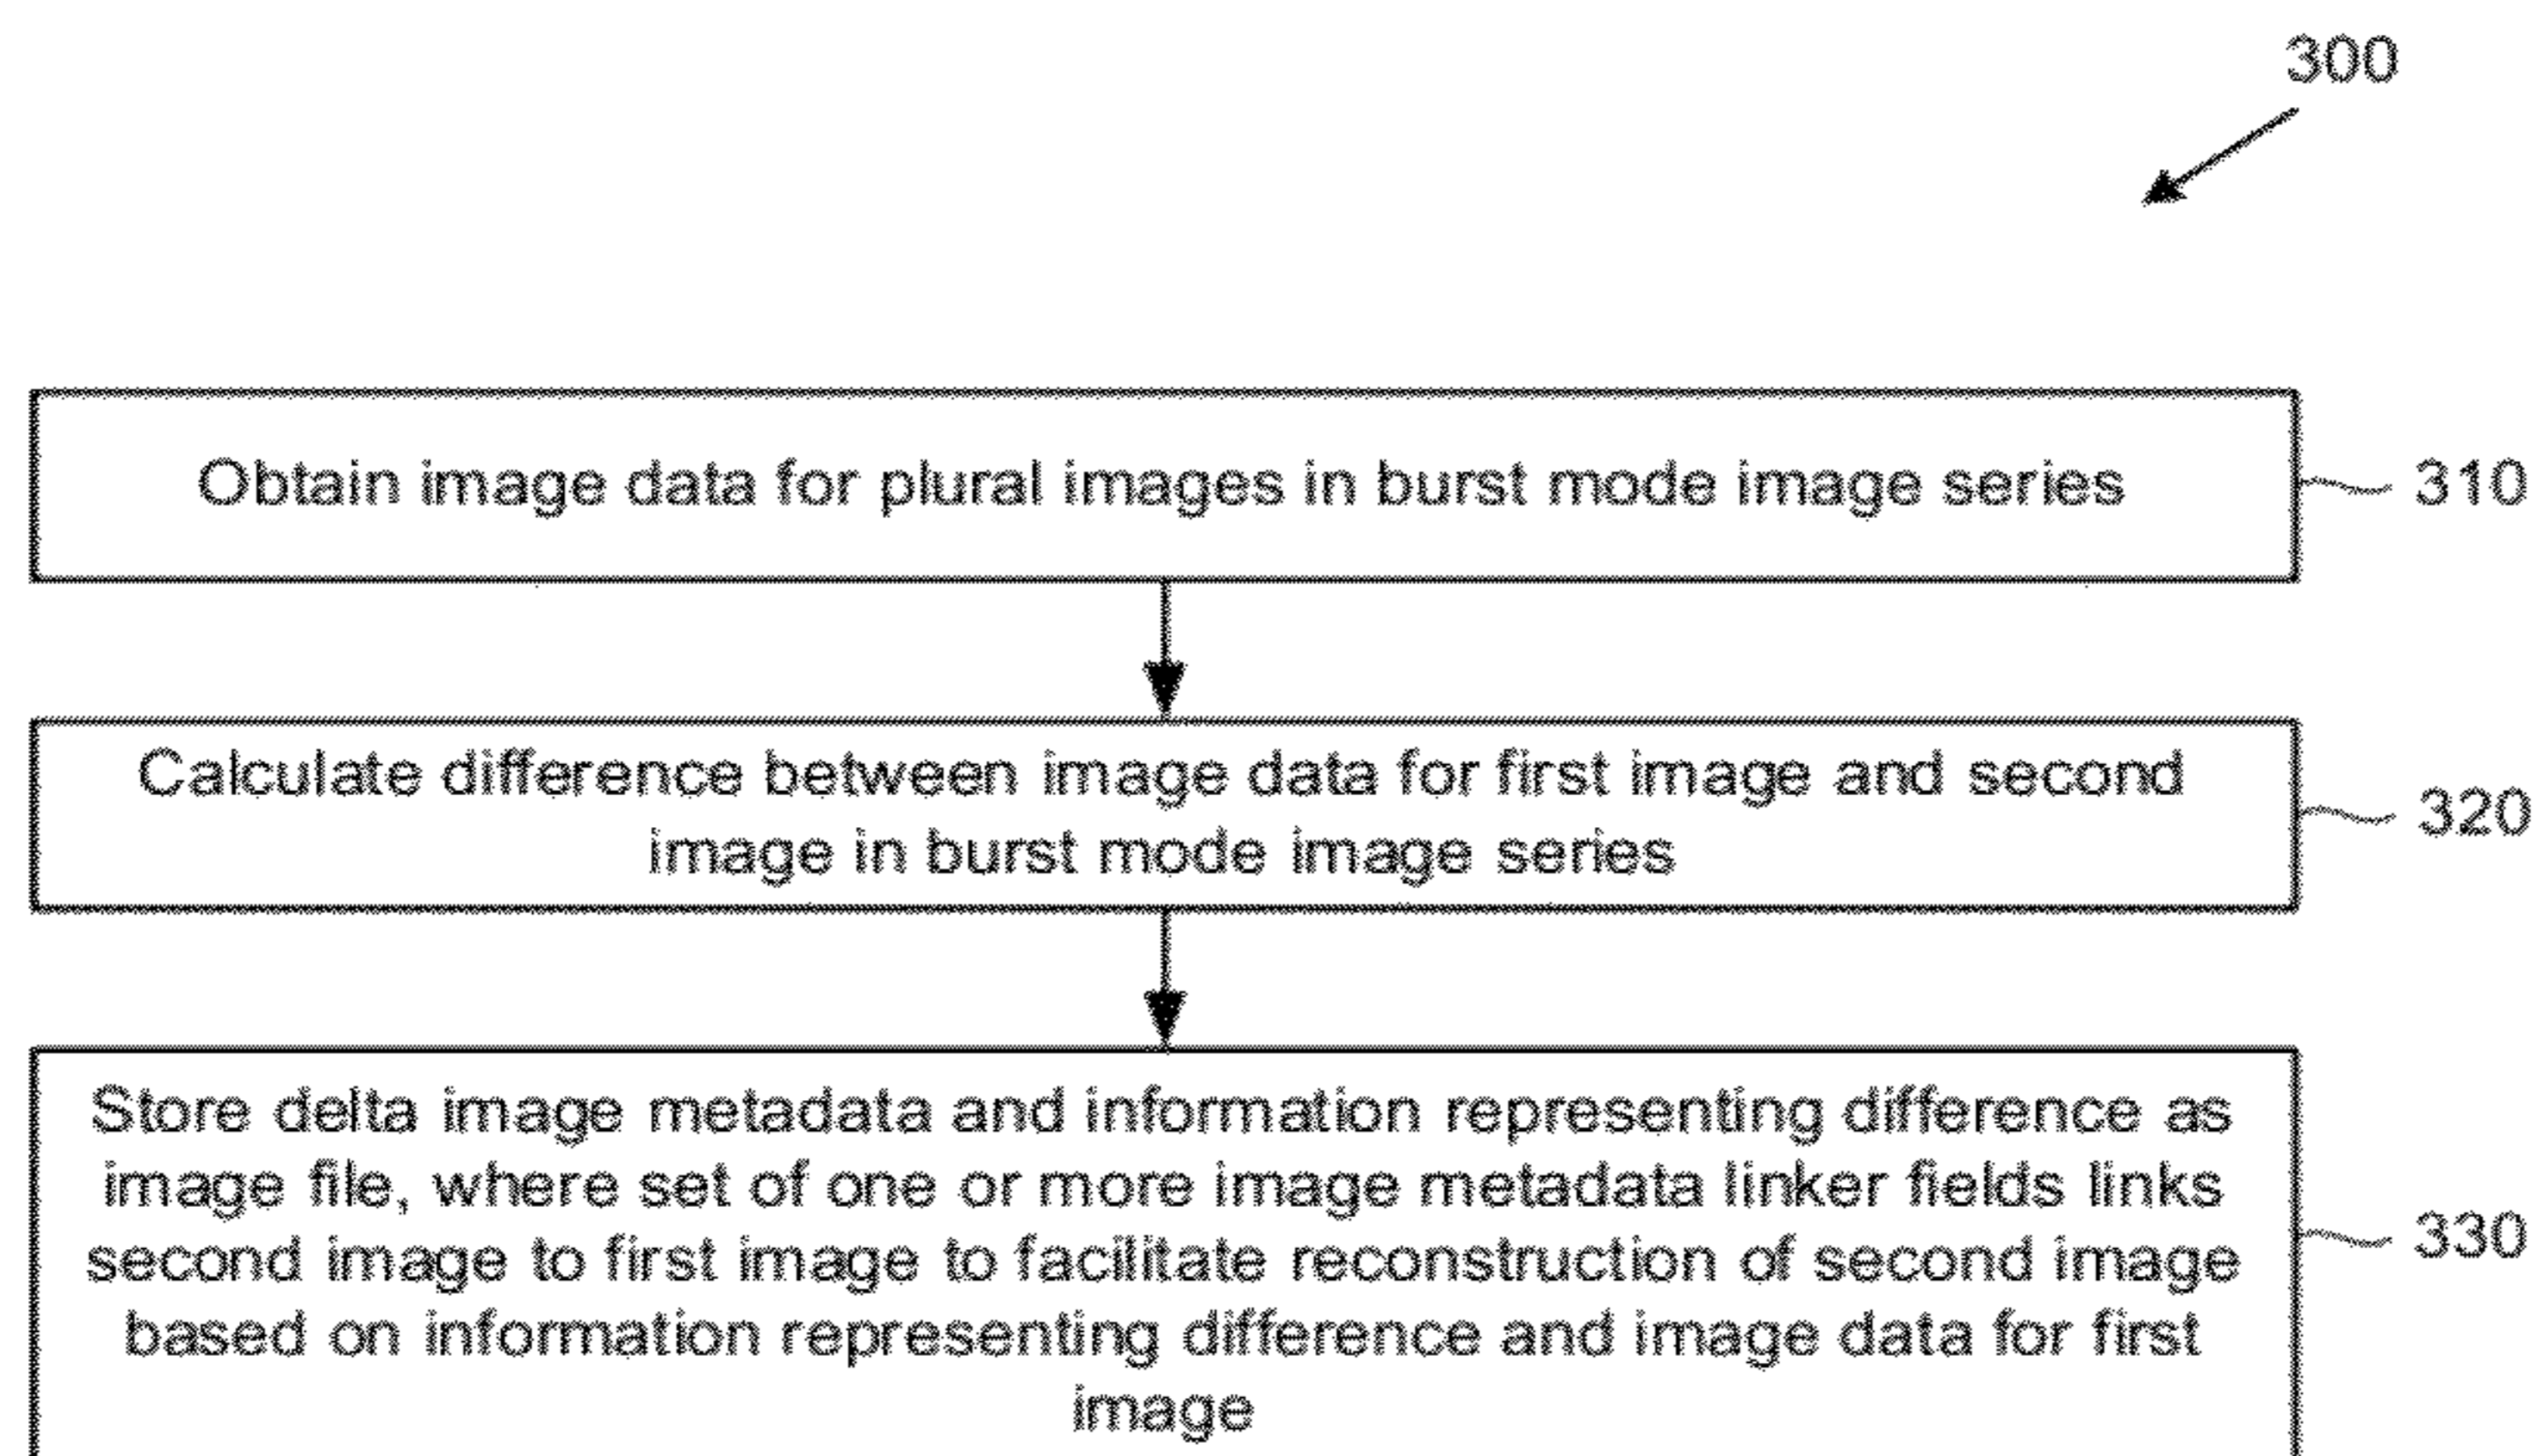 300
Obtain image data for plural images in burst mode image series
310
Calculate difference between image data for first image and second
image in burst mode image series
320
Store delta image metadata and information representing difference as
image file, where set of one or more image metadata linker fields links
second image to first image to facilitate reconstruction of second image
based on information representing difference and image data for first
image
330